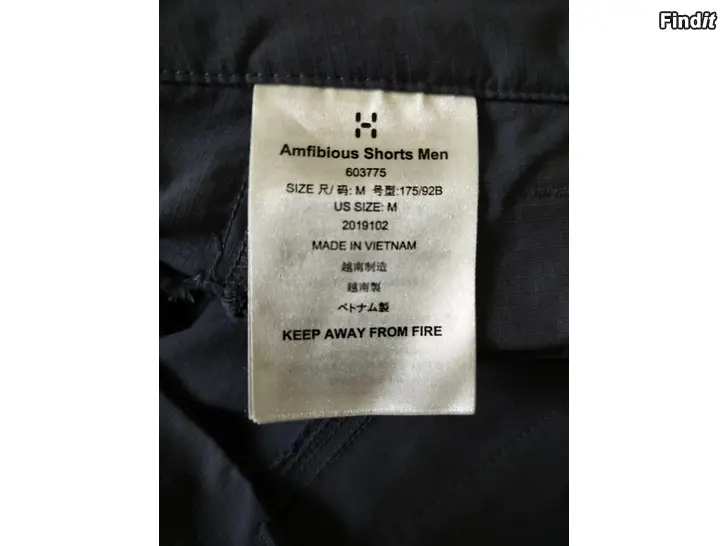 Findit
Amfibious Shorts Men
603775
SIZE 尺/ 码: M 号型:175/92B
US SIZE: M
2019102
MADE IN VIETNAM
越南制造
越南製
ベトナム製
KEEP AWAY FROM FIRE